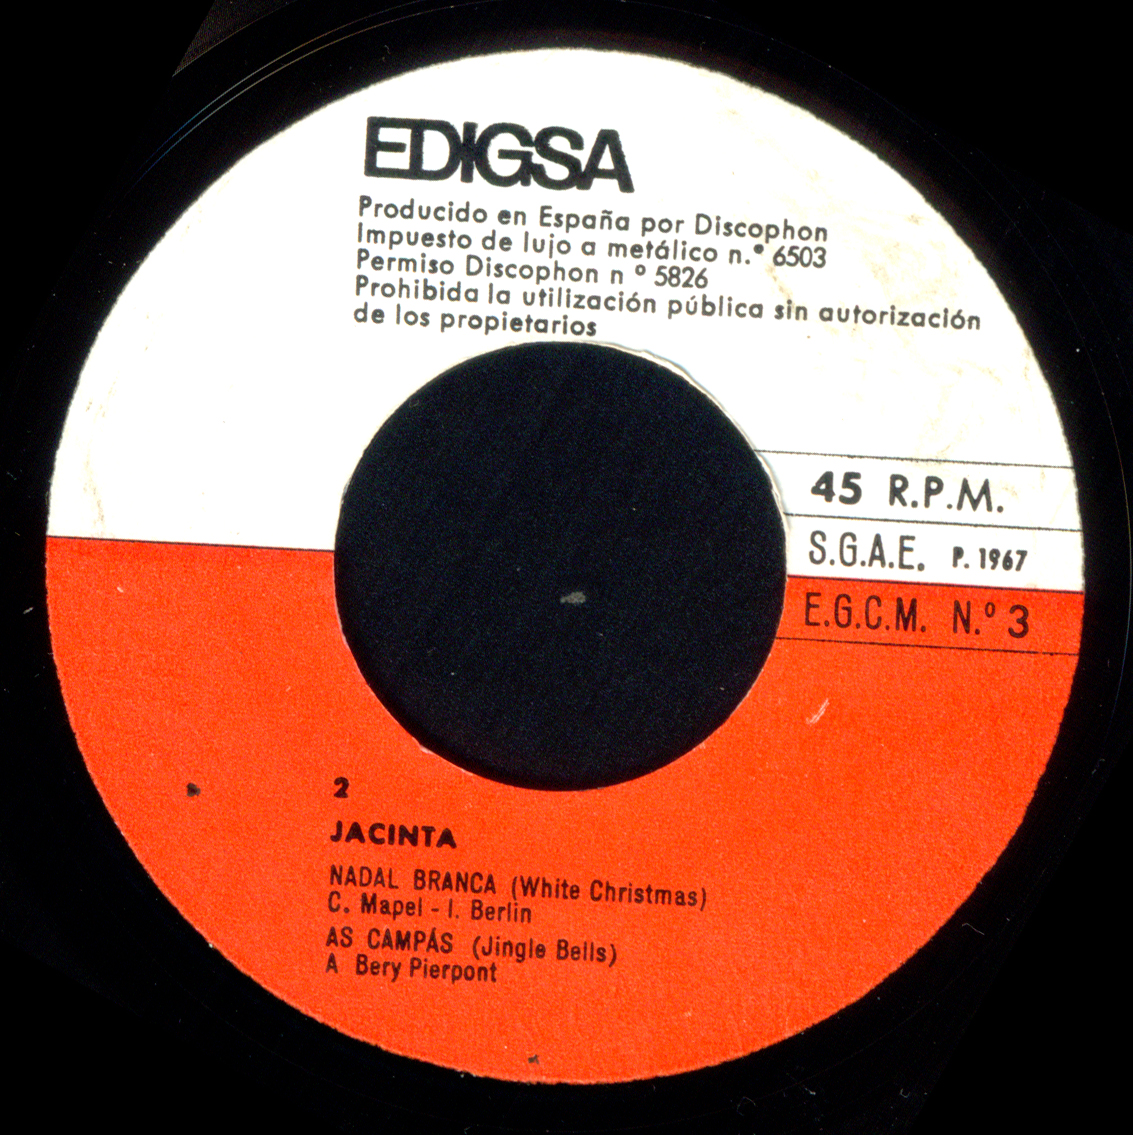 EDIGSA
Producido en España por Discophon
Impuesto de lujo a metálico n.º 6503
Permiso Discophon n º 5826
Prohibida la utilización pública sin autorización
de los propietarios
45 R.P.M.
S.G.A.E. P. 1967
E.G.C.M. N.º 3
2
JACINTA
NADAL BRANCA (White Christmas)
C. Mapel - I. Berlin
AS CAMPÁS (Jingle Bells)
A Bery Pierpont